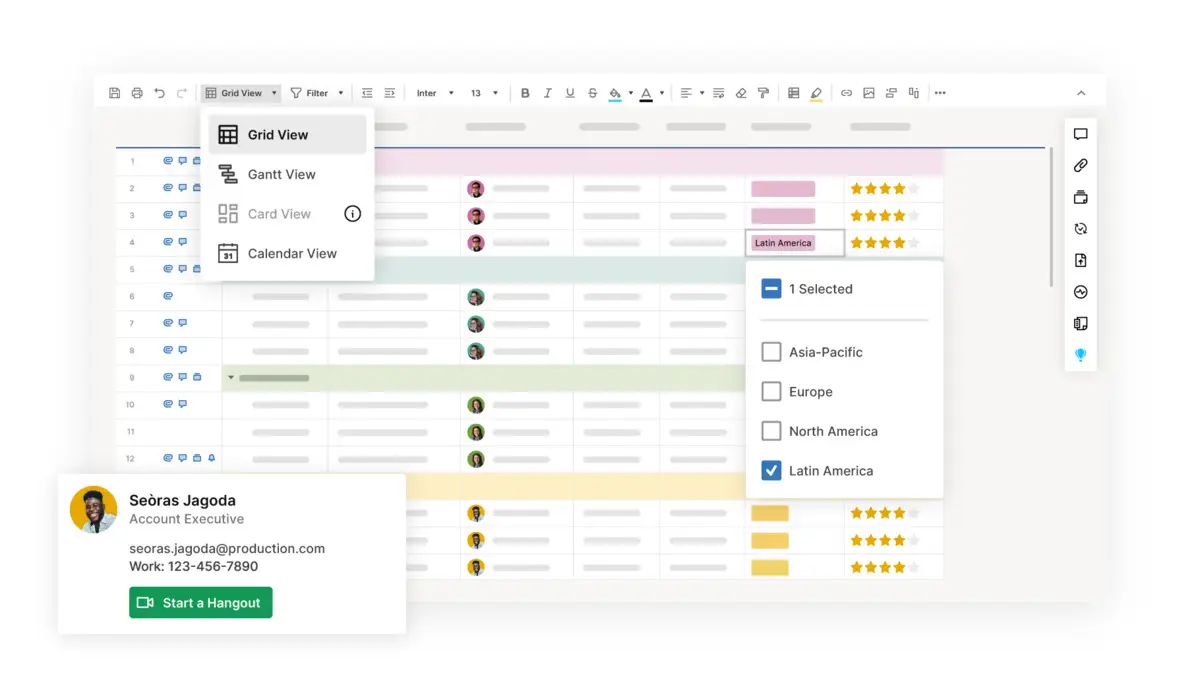 Grid View
Filter
Inter
13
B I U S A
Grid View
Gantt View
Card View
Calendar View
31
1
2
3
4
5
6
7
8
9
10
11
12
Latin America
1 Selected
Asia-Pacific
Europe
North America
Latin America
Seòras Jagoda
Account Executive
seoras.jagoda@production.com
Work: 123-456-7890
Start a Hangout